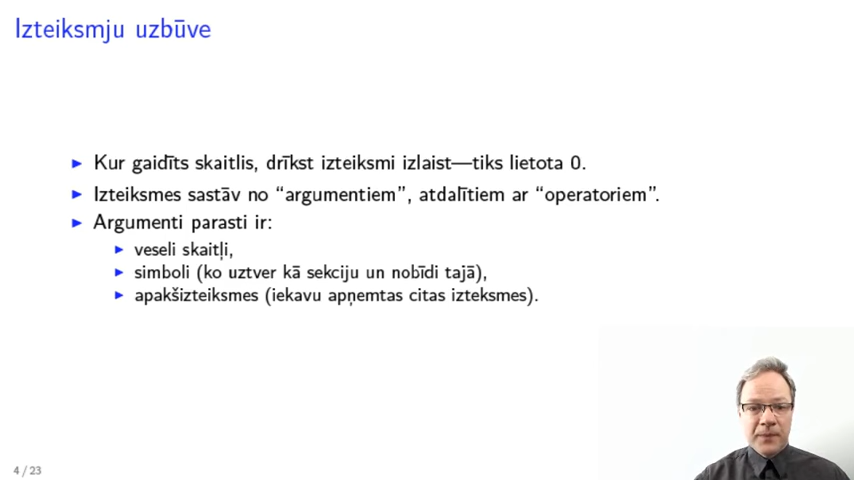 Izteiksmju uzbūve
Kur gaidīts skaitlis, drīkst izteiksmi izlaist—tiks lietota 0.
Izteiksmes sastāv no “argumentiem”, atdalītiem ar “operatoriem”.
Argumenti parasti ir:
veseli skaitļi,
simboli (ko uztver kā sekciju un nobīdi tajā),
apakšizteiksmes (iekavu apņemtas citas izteksmes).
4 / 23